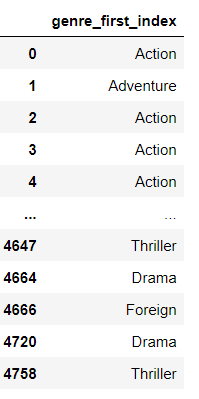 genre_first_index
0 Action
1 Adventure
2 Action
3 Action
4 Action
... ...
4647 Thriller
4664 Drama
4666 Foreign
4720 Drama
4758 Thriller